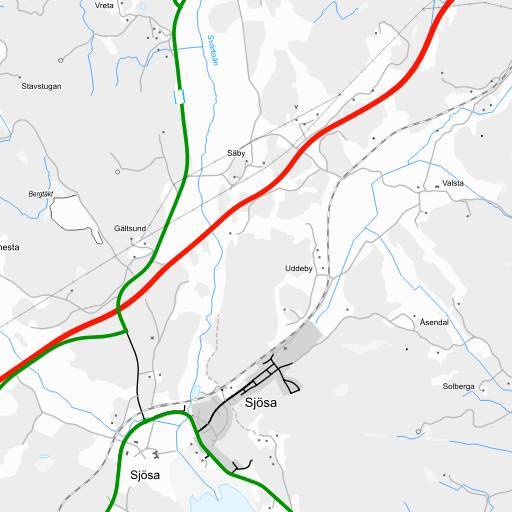 Vreta
Svärtaån
Stavstugan
Säby
Valsta
Bergtäkt
Gältsund
nesta
Uddeby
Åsendal
Solberga
Sjösa
Sjösa